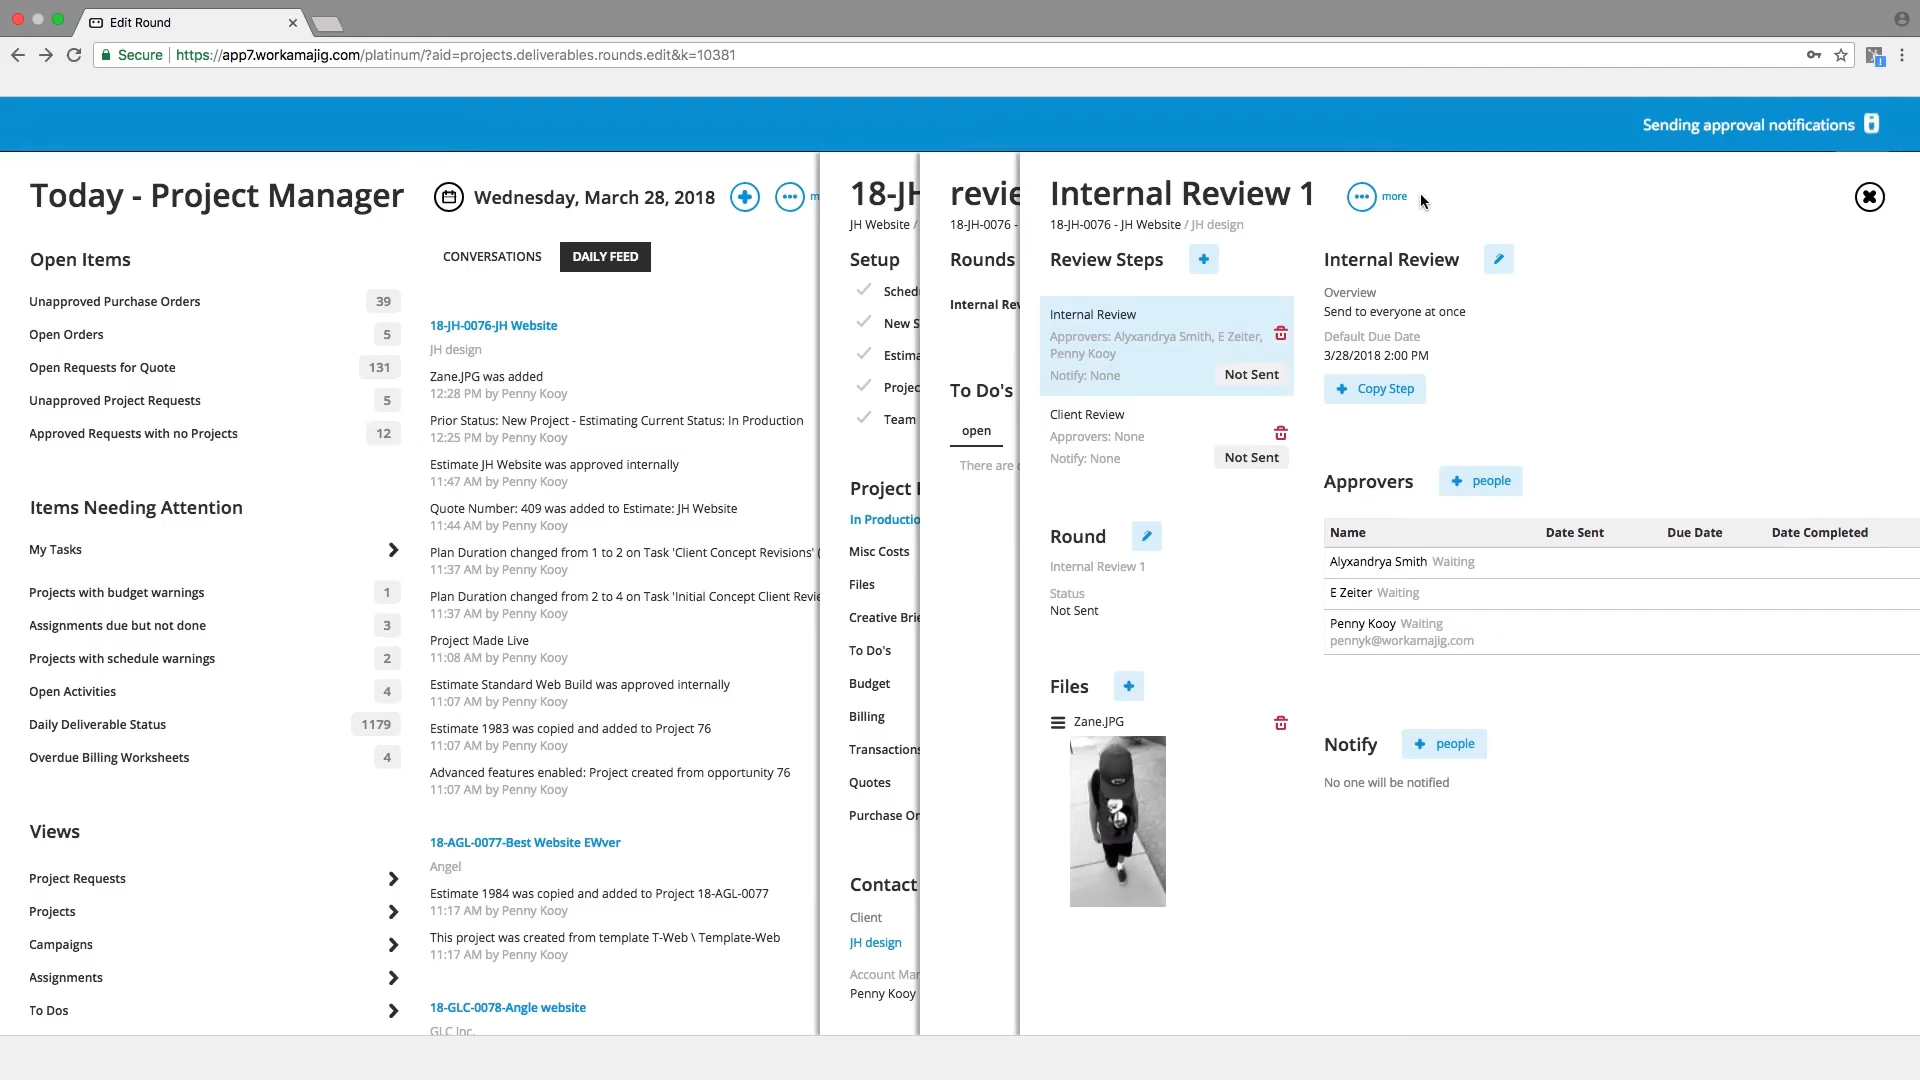 Edit Round
Secure
https://app7.workamajig.com/platinum/?aid=projects.deliverables.rounds.edit&k=10381
Sending approval notifications
Today - Project Manager
Wednesday, March 28, 2018
m
Open Items
Unapproved Purchase Orders 39
Open Orders 5
Open Requests for Quote 131
Unapproved Project Requests 5
Approved Requests with no Projects 12
Items Needing Attention
My Tasks
Projects with budget warnings 1
Assignments due but not done 3
Projects with schedule warnings 2
Open Activities 4
Daily Deliverable Status 1179
Overdue Billing Worksheets 4
Views
Project Requests
Projects
Campaigns
Assignments
To Dos
CONVERSATIONS DAILY FEED
18-JH-0076-JH Website
JH design
Zane.JPG was added
12:28 PM by Penny Kooy
Prior Status: New Project - Estimating Current Status: In Production
12:25 PM by Penny Kooy
Estimate JH Website was approved internally
11:47 AM by Penny Kooy
Quote Number: 409 was added to Estimate: JH Website
11:44 AM by Penny Kooy
Plan Duration changed from 1 to 2 on Task 'Client Concept Revisions' (
11:37 AM by Penny Kooy
Plan Duration changed from 2 to 4 on Task 'Initial Concept Client Revie
11:37 AM by Penny Kooy
Project Made Live
11:08 AM by Penny Kooy
Estimate Standard Web Build was approved internally
11:07 AM by Penny Kooy
Estimate 1983 was copied and added to Project 76
11:07 AM by Penny Kooy
Advanced features enabled: Project created from opportunity 76
11:07 AM by Penny Kooy
18-AGL-0077-Best Website EWver
Angel
Estimate 1984 was copied and added to Project 18-AGL-0077
11:17 AM by Penny Kooy
This project was created from template T-Web \ Template-Web
11:17 AM by Penny Kooy
18-GLC-0078-Angle website
GLC Inc.
18-JH
JH Website /
Setup
Sched
New S
Estima
Projec
Team
Project I
In Productio
Misc Costs
Files
Creative Brie
To Do's
Budget
Billing
Transactions
Quotes
Purchase Or
Contact
Client
JH design
Account Man
Penny Kooy
revie
18-JH-0076 -
Rounds
Internal Rev
To Do's
open
There are
Internal Review 1
more
18-JH-0076 - JH Website / JH design
Review Steps
Internal Review
Approvers: Alyxandrya Smith, E Zeiter,
Penny Kooy
Notify: None
Not Sent
Client Review
Approvers: None
Notify: None
Not Sent
Round
Internal Review 1
Status
Not Sent
Files
Zane.JPG
Internal Review
Overview
Send to everyone at once
Default Due Date
3/28/2018 2:00 PM
Copy Step
Approvers
people
Name Date Sent Due Date Date Completed
Alyxandrya Smith Waiting
E Zeiter Waiting
Penny Kooy Waiting
pennyk@workamajig.com
Notify
people
No one will be notified